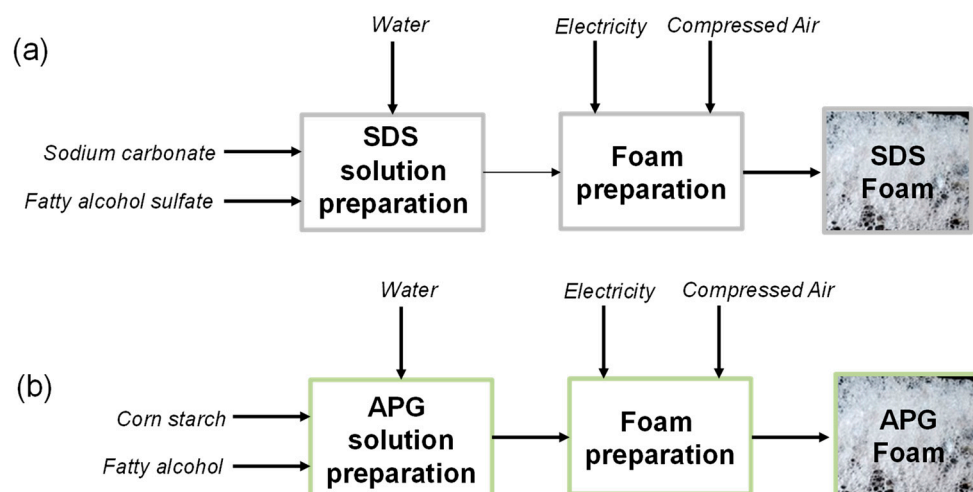 (a)
Water
Electricity
Compressed Air
Sodium carbonate
Fatty alcohol sulfate
SDS
solution
preparation
Foam
preparation
SDS
Foam
(b)
Water
Electricity
Compressed Air
Corn starch
Fatty alcohol
APG
solution
preparation
Foam
preparation
APG
Foam